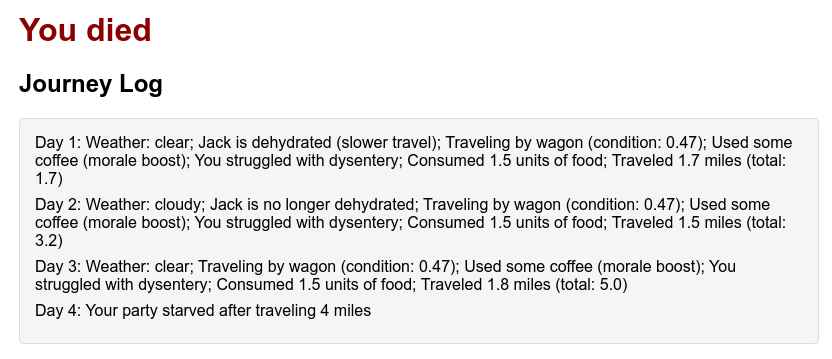 You died
Journey Log
Day 1: Weather: clear; Jack is dehydrated (slower travel); Traveling by wagon (condition: 0.47); Used some
coffee (morale boost); You struggled with dysentery; Consumed 1.5 units of food; Traveled 1.7 miles (total:
1.7)
Day 2: Weather: cloudy; Jack is no longer dehydrated; Traveling by wagon (condition: 0.47); Used some
coffee (morale boost); You struggled with dysentery; Consumed 1.5 units of food; Traveled 1.5 miles (total:
3.2)
Day 3: Weather: clear; Traveling by wagon (condition: 0.47); Used some coffee (morale boost); You
struggled with dysentery; Consumed 1.5 units of food; Traveled 1.8 miles (total: 5.0)
Day 4: Your party starved after traveling 4 miles